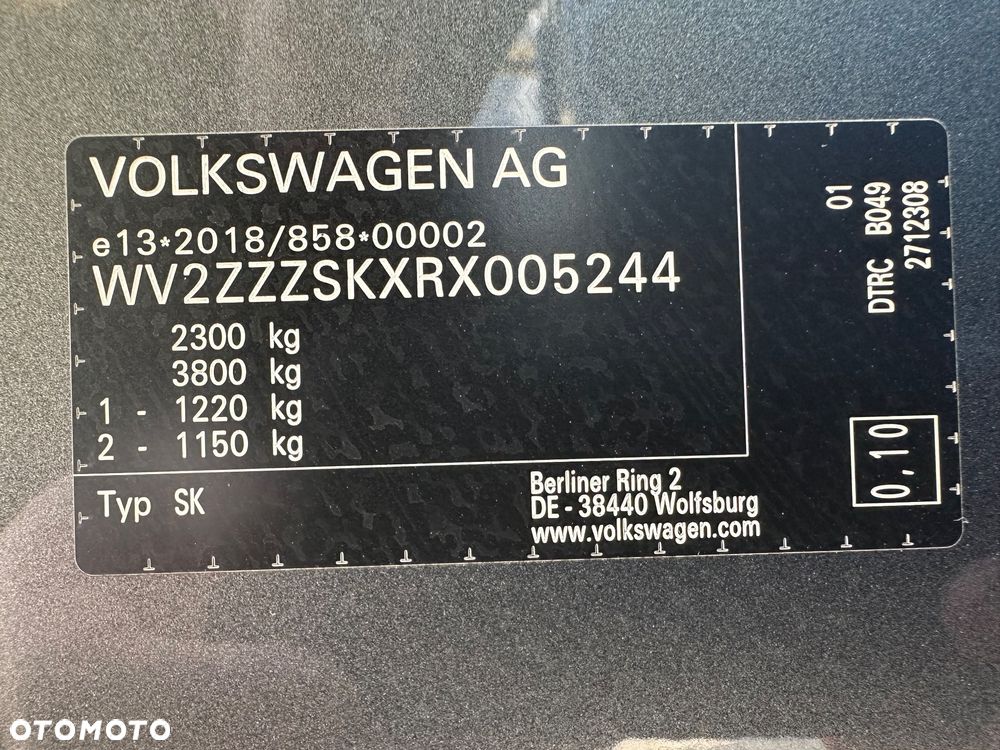 VOLKSWAGEN AG
e13*2018/858*00002
WV2ZZZSKXRX005244
2300 kg
3800 kg
1 - 1220 kg
2 - 1150 kg
Typ SK
Berliner Ring 2
DE - 38440 Wolfsburg
www.volkswagen.com
01
DTRC B049
2712308
0,10
OTOMOTO